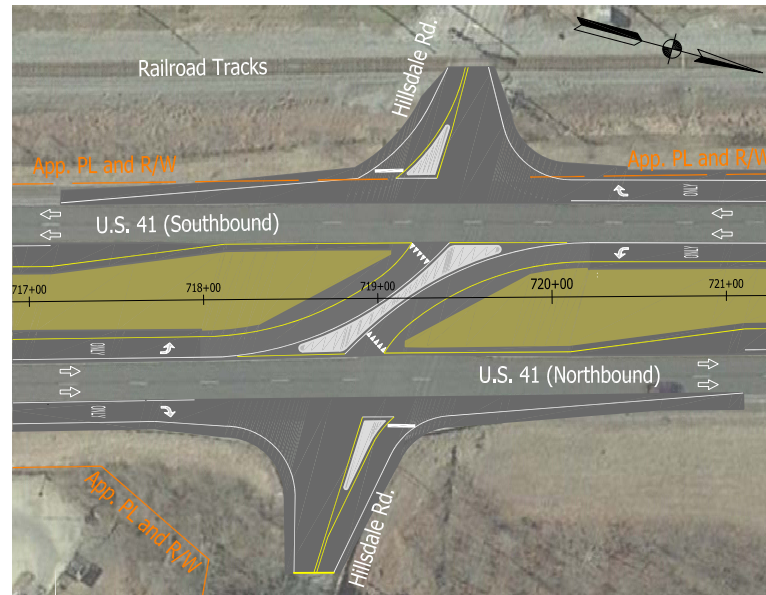 Hillsdale Rd.
Railroad Tracks
App. PL and R/W
App. PL and R/W
ONLY
U.S. 41 (Southbound)
ONLY
717+00
718+00
719+00
720+00
721+00
ONLY
U.S. 41 (Northbound)
ONLY
App. PL and R/W
Hillsdale Rd.